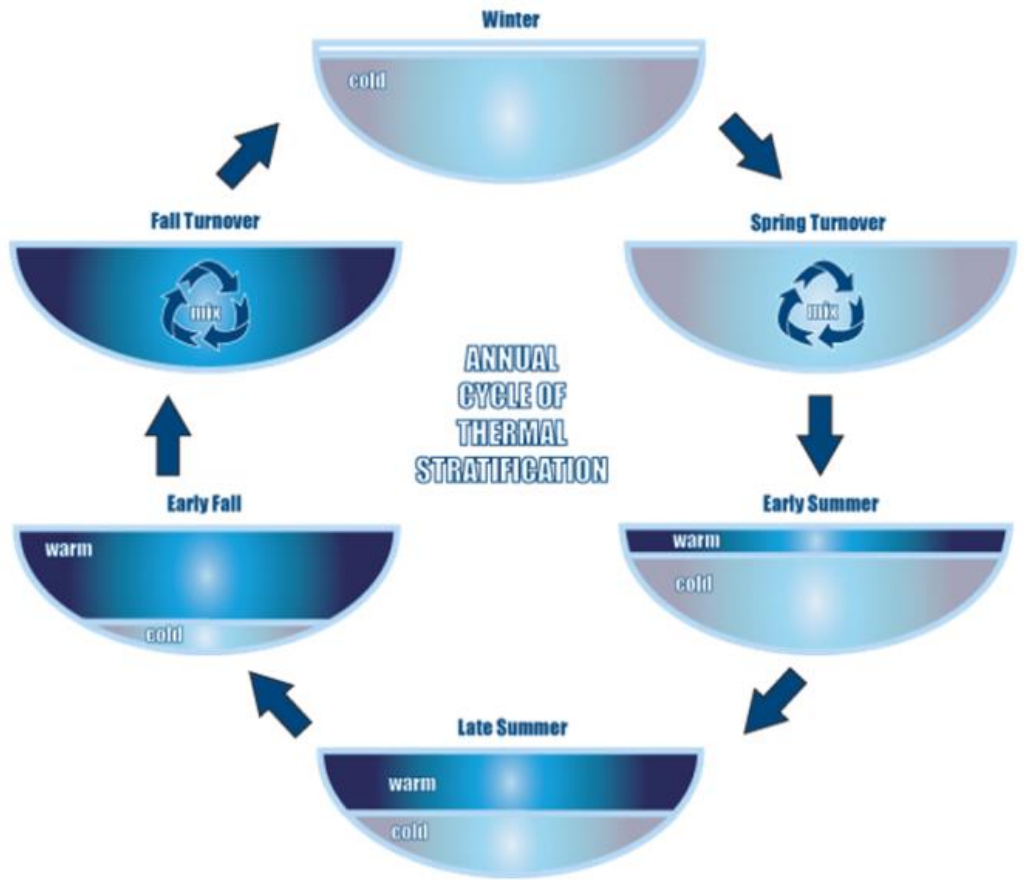 Winter
cold
Fall Turnover
Spring Turnover
mix
mix
ANNUAL
CYCLE OF
THERMAL
STRATIFICATION
Early Fall
Early Summer
warm
warm
cold
cold
Late Summer
warm
cold